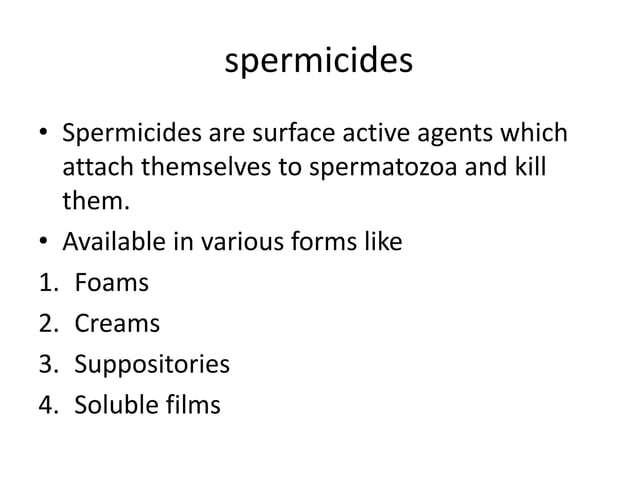 spermicides
• Spermicides are surface active agents which
attach themselves to spermatozoa and kill
them.
• Available in various forms like
1. Foams
2. Creams
3. Suppositories
4. Soluble films